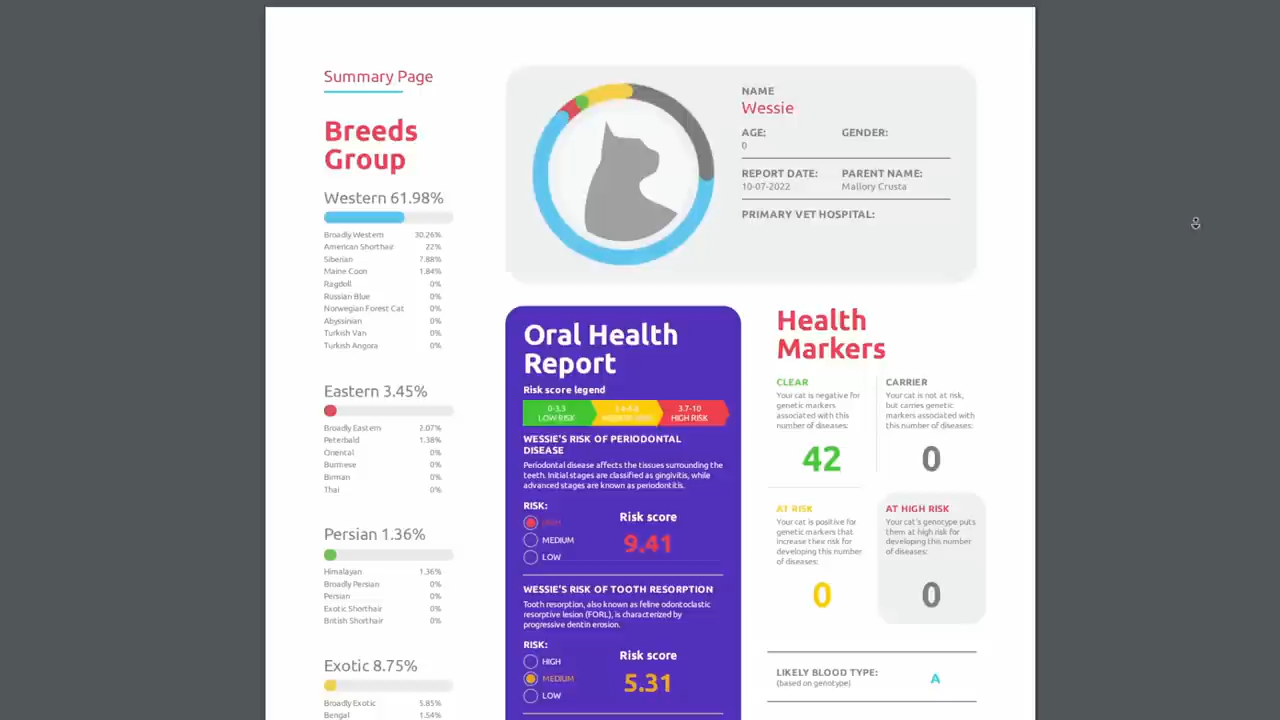 Summary Page
Breeds
Group
Western 61.98%
Broadly Western 30.26%
American Shorthair 22%
Siberian 7.88%
Maine Coon 1.84%
Ragdoll 0%
Russian Blue 0%
Norwegian Forest Cat 0%
Abyssinian 0%
Turkish Van 0%
Turkish Angora 0%
Eastern 3.45%
Broadly Eastern 2.07%
Peterbald 1.38%
Oriental 0%
Burmese 0%
Birman 0%
Thai 0%
Persian 1.36%
Himalayan 1.36%
Broadly Persian 0%
Persian 0%
Exotic Shorthair 0%
British Shorthair 0%
Exotic 8.75%
Broadly Exotic 5.85%
Bengal 1.54%
NAME
Wessie
AGE: GENDER:
0
REPORT DATE: PARENT NAME:
10-07-2022 Mallory Crusta
PRIMARY VET HOSPITAL:
Oral Health
Report
Risk score legend
0-3.3 3.7-10
LOW RISK HIGH RISK
WESSIE'S RISK OF PERIODONTAL
DISEASE
Periodontal disease affects the tissues surrounding the
teeth. Initial stages are classified as gingivitis, while
advanced stages are known as periodontitis.
RISK:
Risk score
HIGH
MEDIUM
9.41
LOW
WESSIE'S RISK OF TOOTH RESORPTION
Tooth resorption, also known as feline odontoclastic
resorptive lesion (FORL), is characterized by
progressive dentin erosion.
RISK:
Risk score
HIGH
MEDIUM
5.31
LOW
Health
Markers
CLEAR
Your cat is negative for
genetic markers
associated with this
number of diseases:
42
CARRIER
Your cat is not at risk,
but carries genetic
markers associated with
this number of diseases:
0
AT RISK
Your cat is positive for
genetic markers that
increase their risk for
developing this number
of diseases:
0
AT HIGH RISK
Your cat's genotype puts
them at high risk for
developing this number
of diseases:
0
LIKELY BLOOD TYPE:
(based on genotype)
A